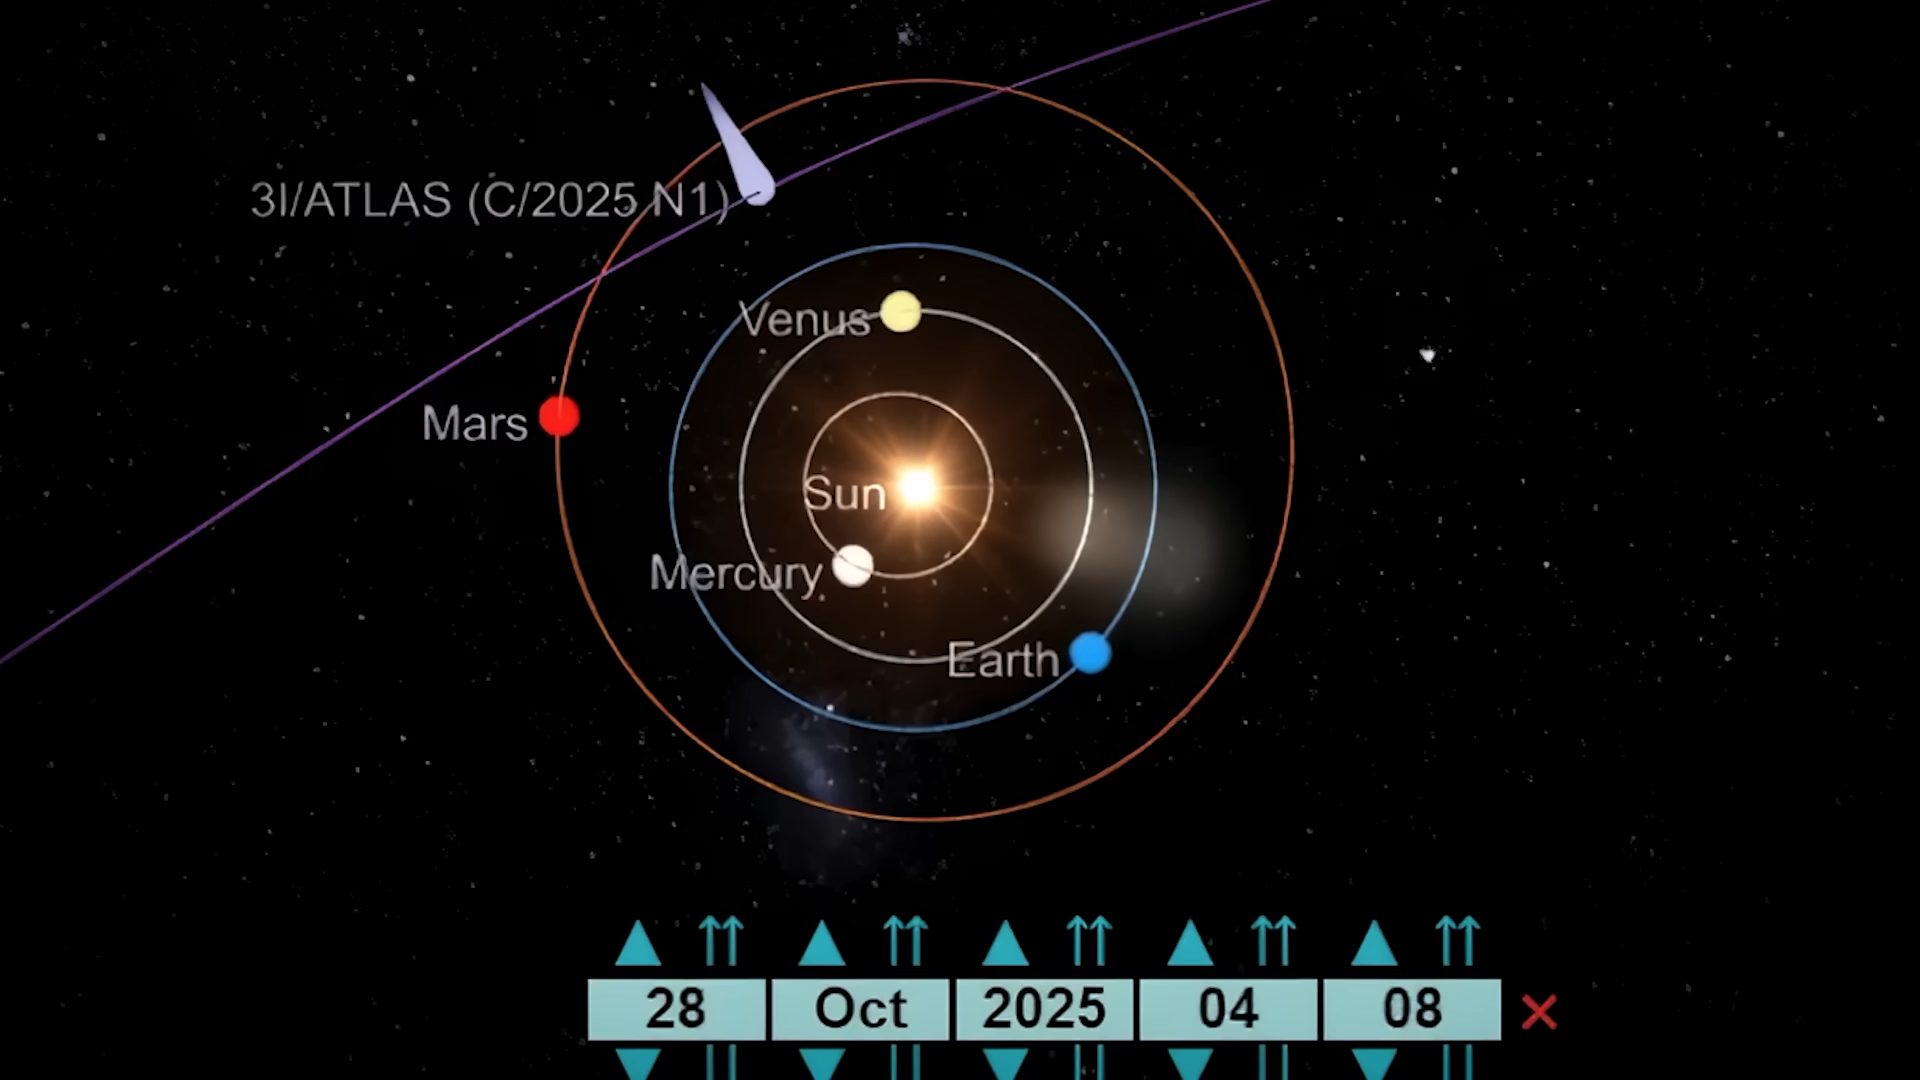 3I/ATLAS (C/2025 N1)
Venus
Mars
Sun
Mercury
Earth
28 Oct 2025 04 08